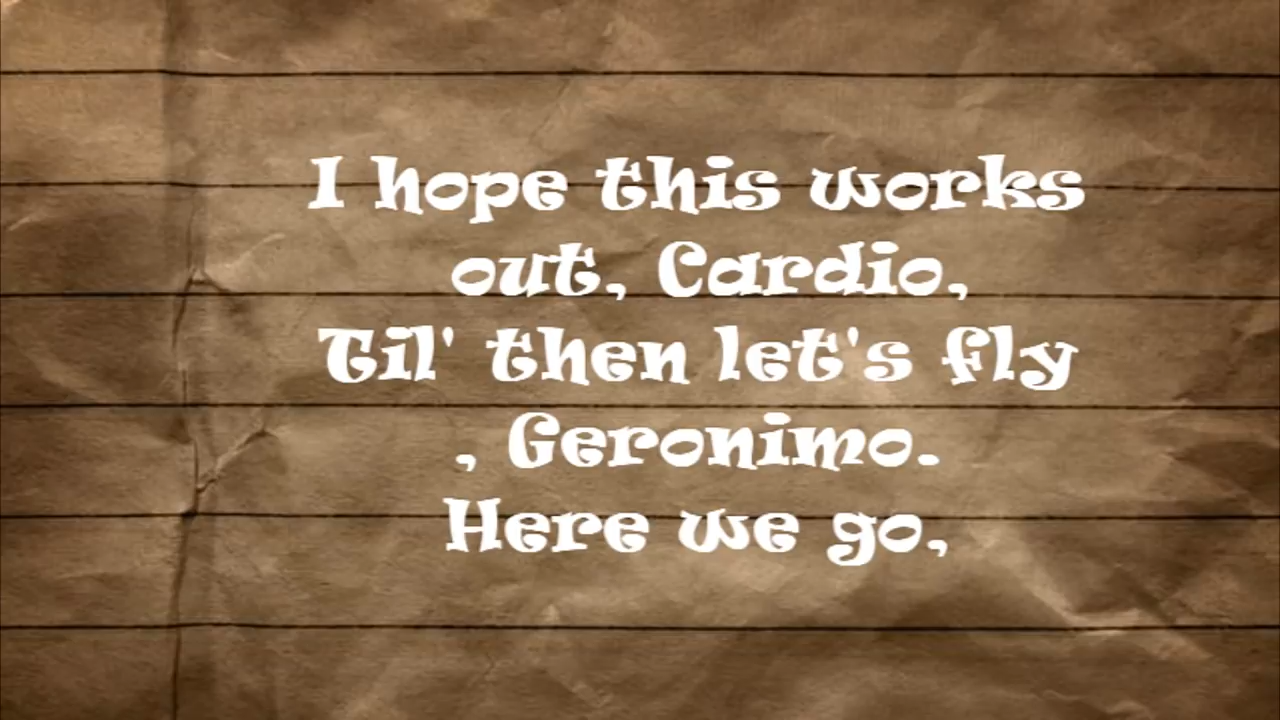 I hope this works
out, Cardio,
Til' then let's fly
, Geronimo.
Here we go,